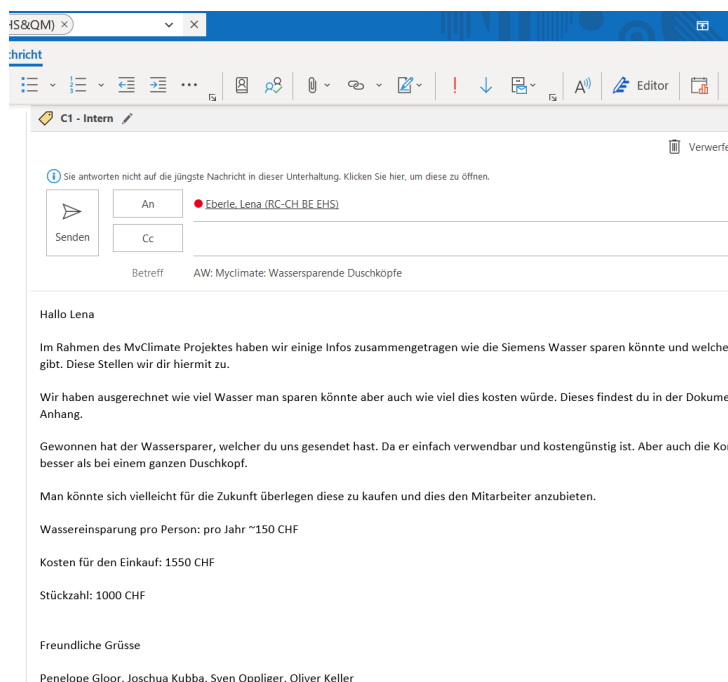 HS&QM)
chricht
Editor
C1 - Intern
Verwerfe
Sie antworten nicht auf die jüngste Nachricht in dieser Unterhaltung. Klicken Sie hier, um diese zu öffnen.
Senden
An
Eberle, Lena (RC-CH BE EHS)
Cc
Betreff
AW: Myclimate: Wassersparende Duschköpfe
Hallo Lena
Im Rahmen des MyClimate Projektes haben wir einige Infos zusammengetragen wie die Siemens Wasser sparen könnte und welche
gibt. Diese Stellen wir dir hiermit zu.
Wir haben ausgerechnet wie viel Wasser man sparen könnte aber auch wie viel dies kosten würde. Dieses findest du in der Dokume
Anhang.
Gewonnen hat der Wassersparer, welcher du uns gesendet hast. Da er einfach verwendbar und kostengünstig ist. Aber auch die Kor
besser als bei einem ganzen Duschkopf.
Man könnte sich vielleicht für die Zukunft überlegen diese zu kaufen und dies den Mitarbeiter anzubieten.
Wassereinsparung pro Person: pro Jahr ~150 CHF
Kosten für den Einkauf: 1550 CHF
Stückzahl: 1000 CHF
Freundliche Grüsse
Penelope Gloor, Joschua Kubba, Sven Oppliger, Oliver Keller